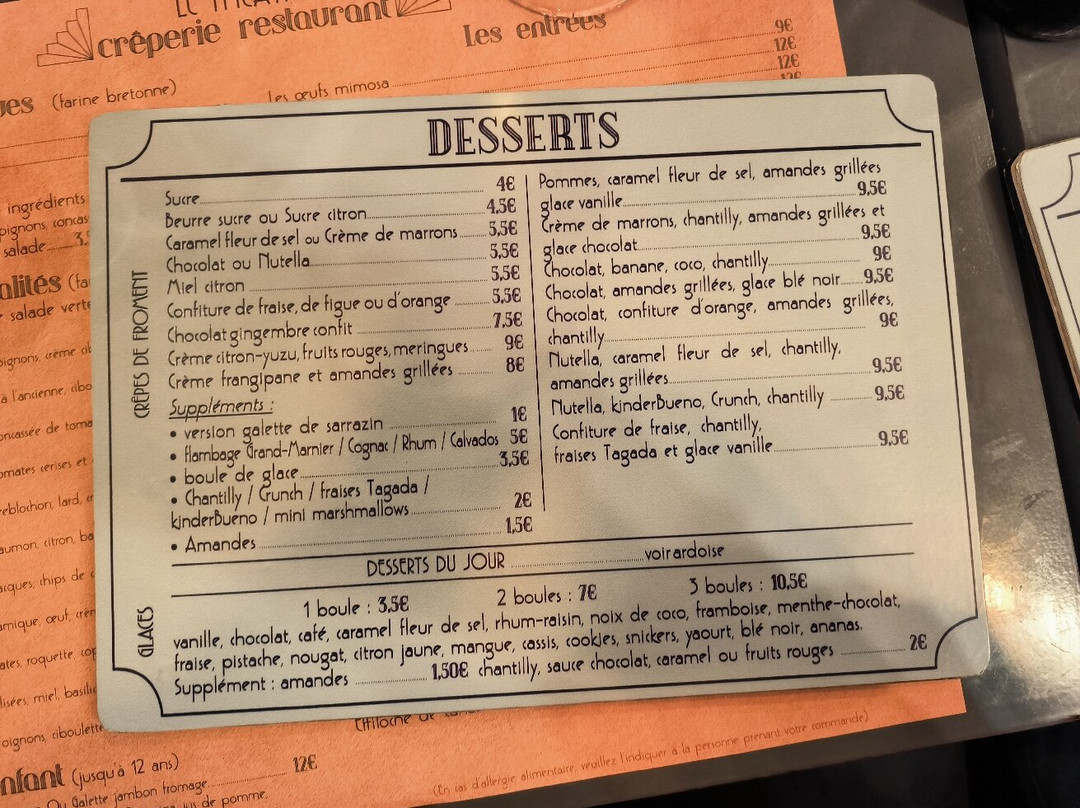 crêperie restaurant
Les entrées
9€
12€
12€
(farine bretonne)
Les œufs mimosa
ingrédients
salade
salade verte
DESSERTS
CRÊPES DE FROMENT
Sucre 4€
Beurre sucre ou Sucre citron 4,5€
Caramel fleur de sel ou Crème de marrons 5,5€
Chocolat ou Nutella 5,5€
Miel citron 5,5€
Confiture de fraise, de figue ou d'orange 5,5€
Chocolat gingembre confit 7,5€
Crème citron-yuzu, fruits rouges, meringues 9€
Crème frangipane et amandes grillées 8€
Suppléments :
• version galette de sarrazin 1€
• flambage Grand-Marnier / Cognac / Rhum / Calvados 5€
• boule de glace 3,5€
• Chantilly / Crunch / fraises Tagada /
kinderBueno / mini marshmallows 2€
• Amandes 1,5€
Pommes, caramel fleur de sel, amandes grillées
glace vanille 9,5€
Crème de marrons, chantilly, amandes grillées et
glace chocolat 9,5€
Chocolat, banane, coco, chantilly 9€
Chocolat, amandes grillées, glace blé noir 9,5€
Chocolat, confiture d'orange, amandes grillées,
chantilly 9€
Nutella, caramel fleur de sel, chantilly,
amandes grillées 9,5€
Nutella, kinderBueno, Crunch, chantilly 9,5€
Confiture de fraise, chantilly,
fraises Tagada et glace vanille 9,5€
DESSERTS DU JOUR voir ardoise
GLACES
1 boule : 3,5€ 2 boules : 7€ 3 boules : 10,5€
vanille, chocolat, café, caramel fleur de sel, rhum-raisin, noix de coco, framboise, menthe-chocolat,
fraise, pistache, nougat, citron jaune, mangue, cassis, cookies, snickers, yaourt, blé noir, ananas.
Supplément : amandes 1,50€ chantilly, sauce chocolat, caramel ou fruits rouges 2€
oignons, ciboulette
(jusqu'à 12 ans) 12€
Ou Galette jambon fromage
jus de pomme,
(En cas d'allergie alimentaire, veuillez l'indiquer à la personne prenant votre commande)